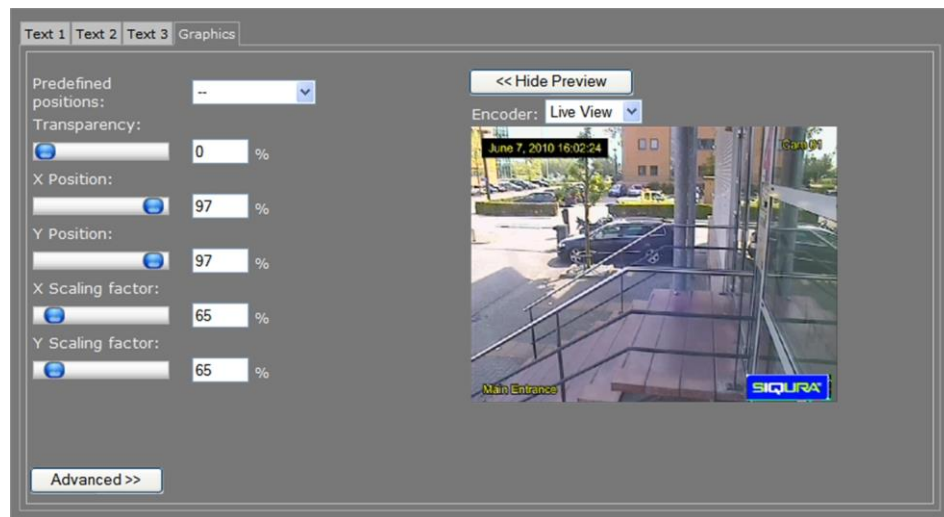 Text 1 Text 2 Text 3 Graphics
Predefined positions:
--
Transparency:
0 %
X Position:
97 %
Y Position:
97 %
X Scaling factor:
65 %
Y Scaling factor:
65 %
Advanced >>
<< Hide Preview
Encoder: Live View
June 7, 2010 16:02:24
Cam 01
Main Entrance
SIQURA